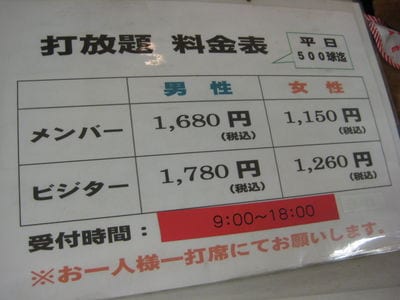 打放題 料金表
平日
500球迄
男性 女性
メンバー 1,680円(税込) 1,150円(税込)
ビジター 1,780円(税込) 1,260円(税込)
受付時間： 9:00～18:00
※お一人様一打席にてお願いします。